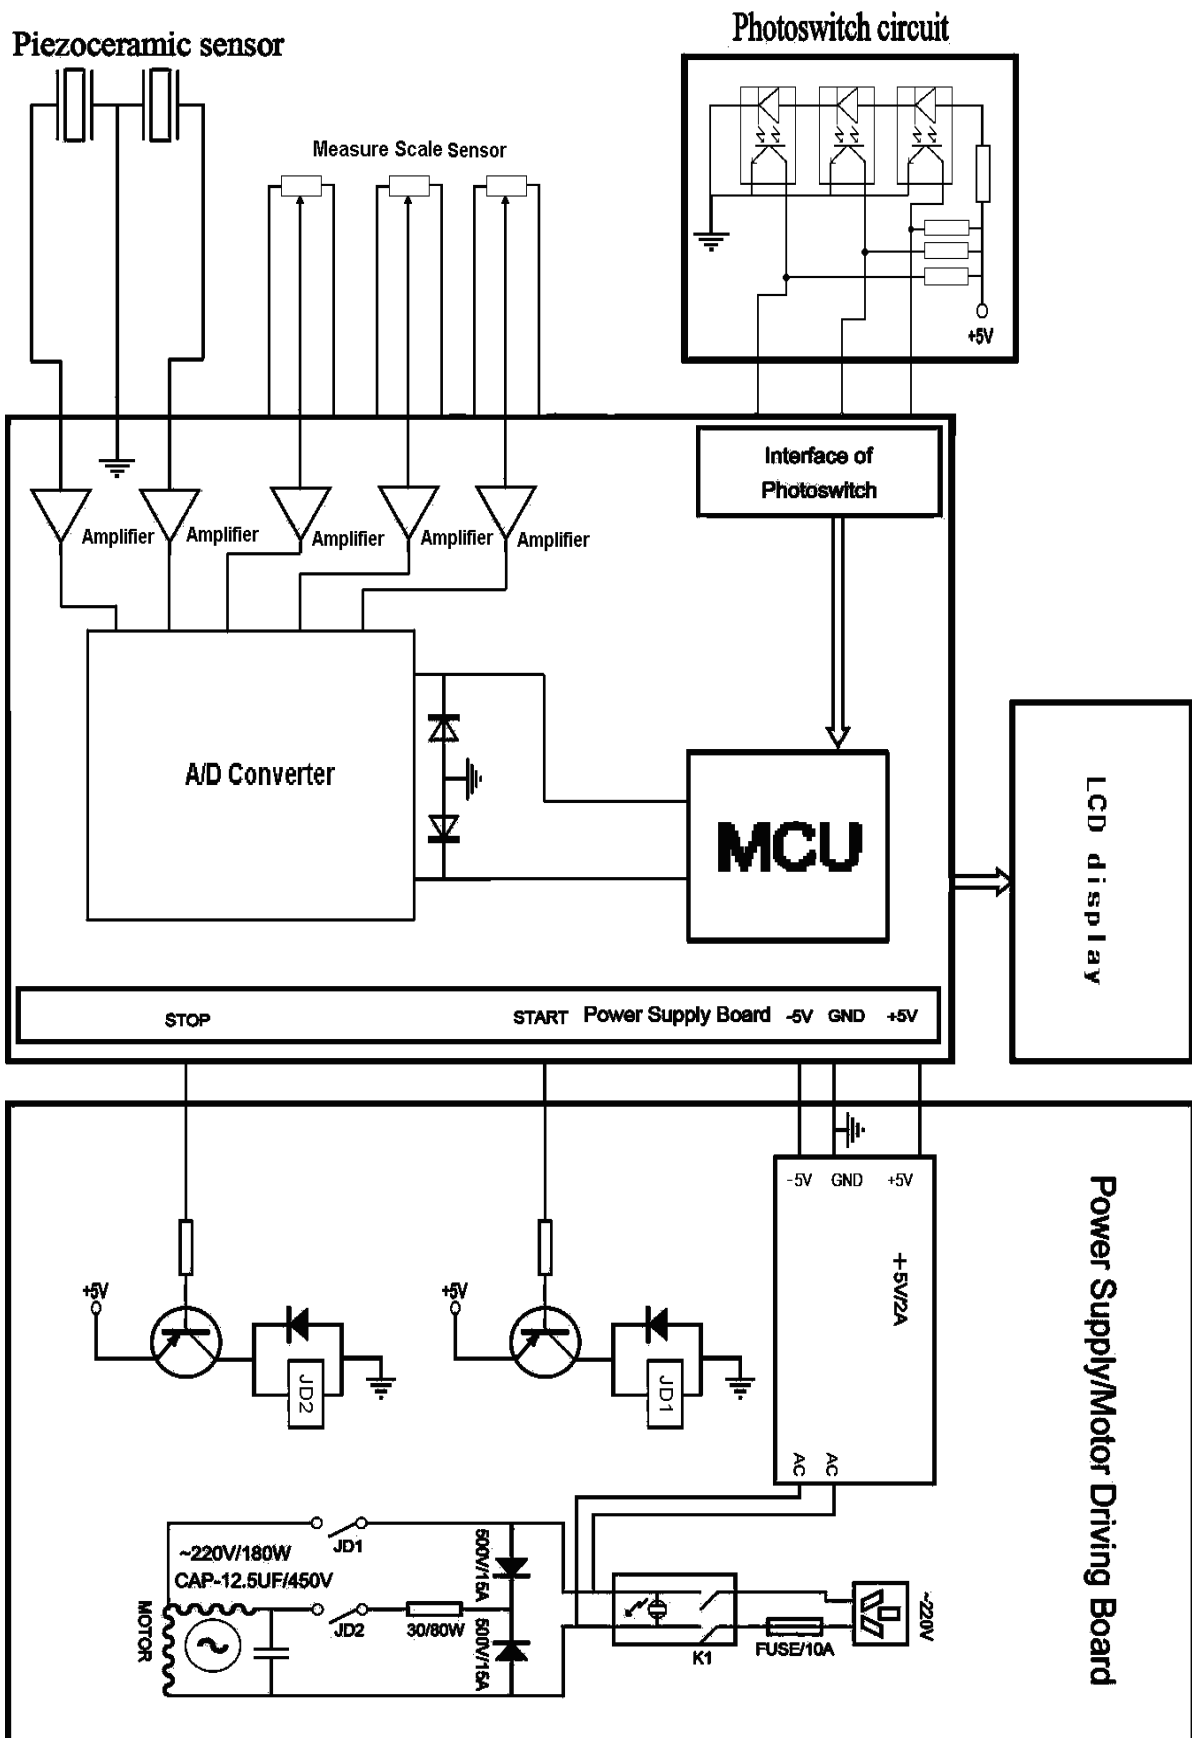 Photoswitch circuit
Piezoceramic sensor
Measure Scale Sensor
+5V
Interface of
Photoswitch
Amplifier
Amplifier
Amplifier
Amplifier
Amplifier
A/D Converter
MCU
LCD display
STOP
START
Power Supply Board
-5V
GND
+5V
Power Supply/Motor Driving Board
-5V
GND
+5V
+5V/2A
+5V
+5V
JD2
JD1
AC
AC
~220V/180W
CAP-12.5UF/450V
JD1
500V/15A
MOTOR
JD2
30/80W
500V/15A
K1
FUSE/10A
~220V